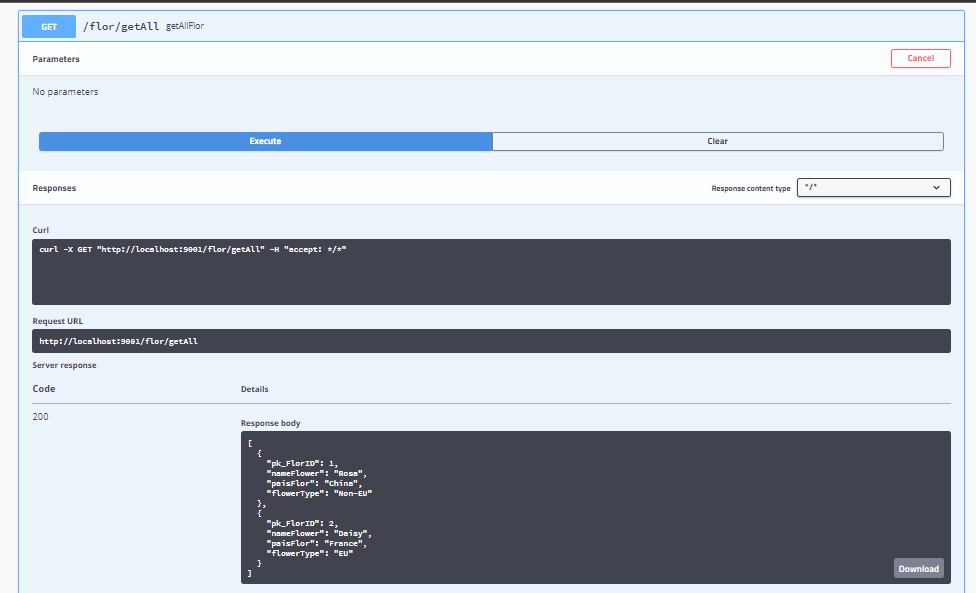 GET /flor/getAll getAllFlor
Parameters
Cancel
No parameters
Execute
Clear
Responses
Response content type
*/*
Curl
curl -X GET "http://localhost:9001/flor/getAll" -H "accept: */*"
Request URL
http://localhost:9001/flor/getAll
Server response
Code
Details
200
Response body
[
  {
    "pk_FlorID": 1,
    "nameFlower": "Rosa",
    "paisFlor": "China",
    "flowerType": "Non-EU"
  },
  {
    "pk_FlorID": 2,
    "nameFlower": "Daisy",
    "paisFlor": "France",
    "flowerType": "EU"
  }
]
Download